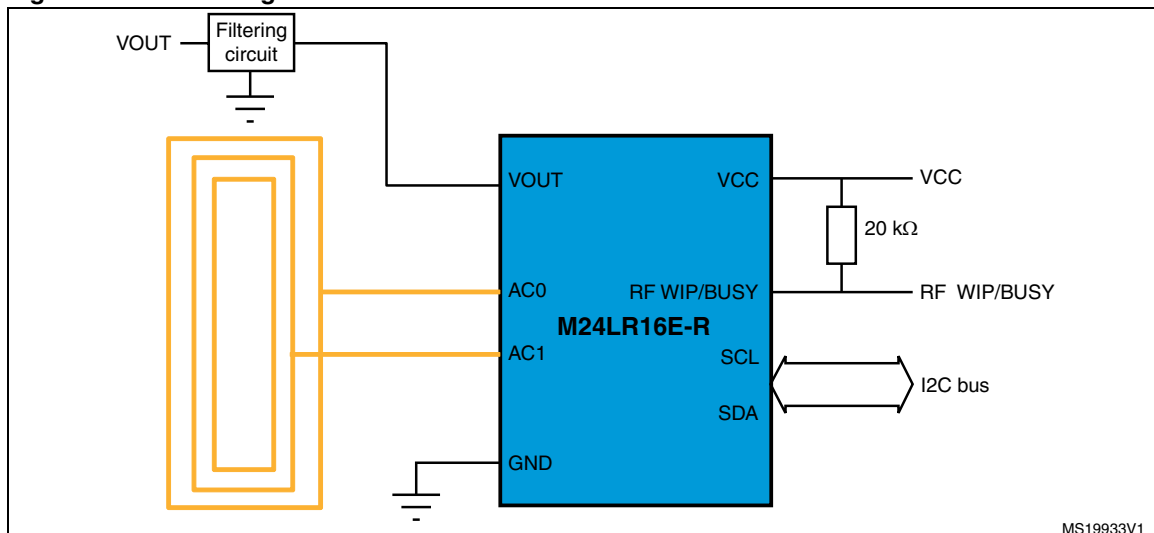 VOUT
Filtering
circuit
VOUT
VCC
VCC
20 kΩ
AC0
RF WIP/BUSY
RF WIP/BUSY
M24LR16E-R
AC1
SCL
I2C bus
SDA
GND
MS19933V1